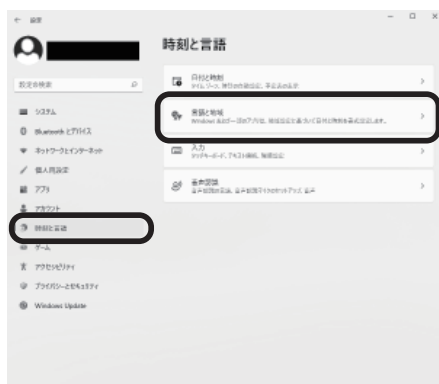 設定
時刻と言語
設定の検索
システム
Bluetooth とデバイス
ネットワークとインターネット
個人用設定
アプリ
アカウント
時刻と言語
ゲーム
アクセシビリティ
プライバシーとセキュリティ
Windows Update
日付と時刻
言語と地域
入力
音声認識